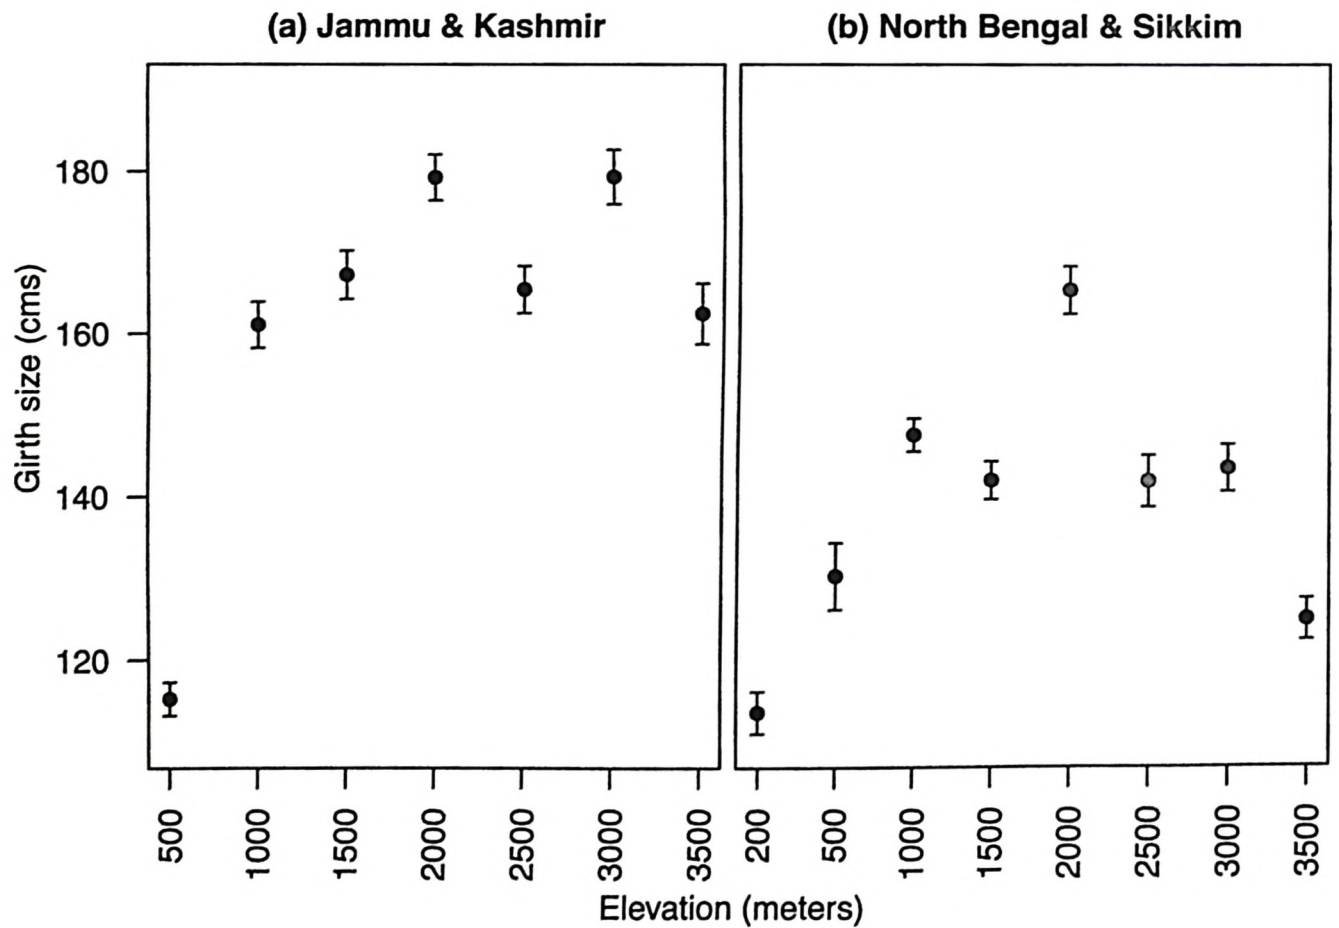 (a) Jammu & Kashmir
(b) North Bengal & Sikkim
Girth size (cms)
180
160
140
120
500 1000 1500 2000 2500 3000 3500
200 500 1000 1500 2000 2500 3000 3500
Elevation (meters)